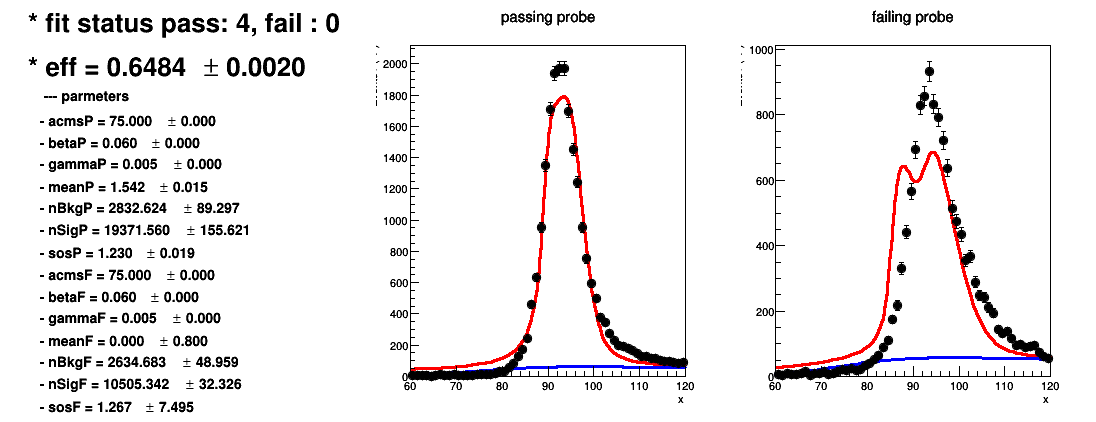 * fit status pass: 4, fail : 0
* eff = 0.6484 ± 0.0020
--- parmeters
- acmsP = 75.000 ± 0.000
- betaP = 0.060 ± 0.000
- gammaP = 0.005 ± 0.000
- meanP = 1.542 ± 0.015
- nBkgP = 2832.624 ± 89.297
- nSigP = 19371.560 ± 155.621
- sosP = 1.230 ± 0.019
- acmsF = 75.000 ± 0.000
- betaF = 0.060 ± 0.000
- gammaF = 0.005 ± 0.000
- meanF = 0.000 ± 0.800
- nBkgF = 2634.683 ± 48.959
- nSigF = 10505.342 ± 32.326
- sosF = 1.267 ± 7.495
passing probe
2000
1800
1600
1400
1200
1000
800
600
400
200
0
60 70 80 90 100 110 120
x
failing probe
1000
800
600
400
200
0
60 70 80 90 100 110 120
x